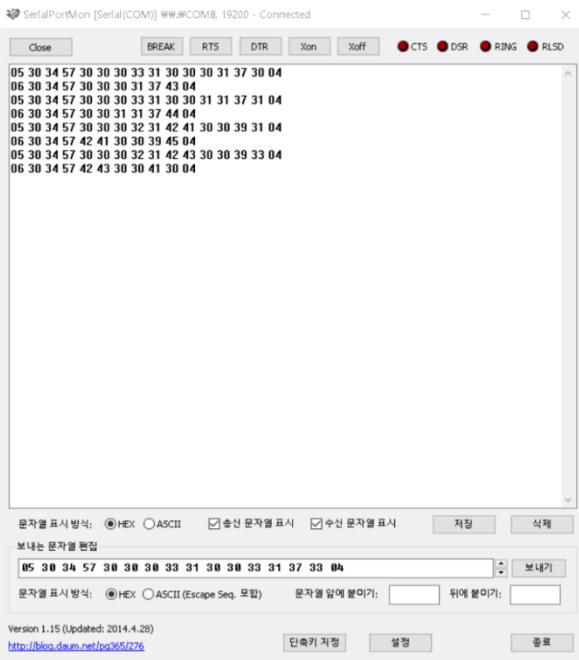 SerialPortMon [Serial(COM)] ₩₩.₩COM8, 19200 - Connected
Close BREAK RTS DTR Xon Xoff CTS DSR RING RLSD
05 30 34 57 30 30 30 33 31 30 30 30 31 37 30 04
06 30 34 57 30 30 30 31 37 43 04
05 30 34 57 30 30 30 33 31 30 30 31 31 37 31 04
06 30 34 57 30 30 31 31 37 44 04
05 30 34 57 30 30 30 32 31 42 41 30 30 39 31 04
06 30 34 57 42 41 30 30 39 45 04
05 30 34 57 30 30 30 32 31 42 43 30 30 39 33 04
06 30 34 57 42 43 30 30 41 30 04
문자열 표시 방식: HEX ASCII 송신 문자열 표시 수신 문자열 표시 저장 삭제
보내는 문자열 편집
05 30 34 57 30 30 30 33 31 30 30 33 31 37 33 04 보내기
문자열 표시 방식: HEX ASCII (Escape Seq. 포함) 문자열 앞에 붙이기: 뒤에 붙이기:
Version 1.15 (Updated: 2014.4.28)
http://blog.daum.net/pg365/276 단축키 지정 설정 종료